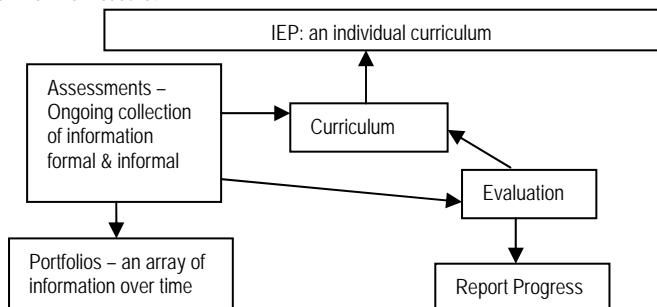 IEP: an individual curriculum
Assessments –
Ongoing collection
of information
formal & informal
Curriculum
Evaluation
Portfolios – an array of
information over time
Report Progress